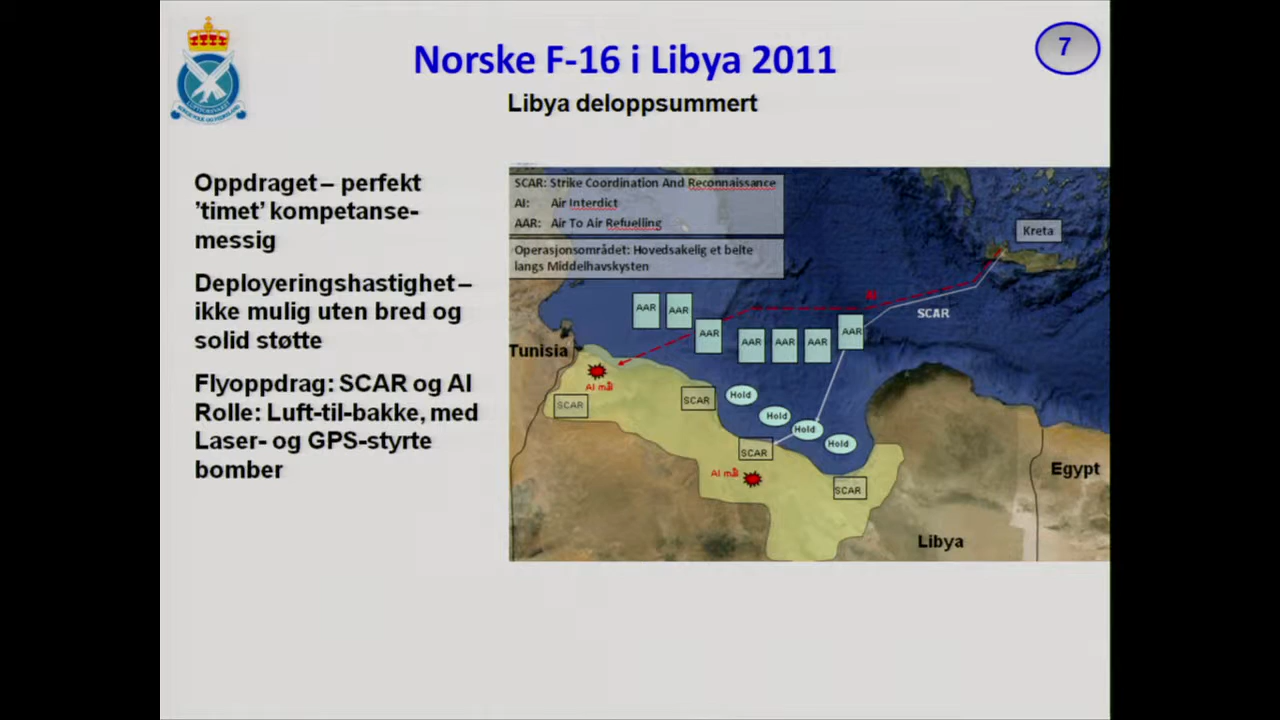 Norske F-16 i Libya 2011
7
Libya deloppsummert
Oppdraget – perfekt
'timet' kompetanse-
messig
Deployeringshastighet –
ikke mulig uten bred og
solid støtte
Flyoppdrag: SCAR og AI
Rolle: Luft-til-bakke, med
Laser- og GPS-styrte
bomber
SCAR: Strike Coordination And Reconnaissance
AI: Air Interdict
AAR: Air To Air Refuelling
Operasjonsområdet: Hovedsakelig et belte
langs Middelhavskysten
Kreta
AI
SCAR
AAR
AAR
AAR
AAR
AAR
AAR
AAR
Tunisia
AI mål
SCAR
SCAR
Hold
Hold
Hold
Hold
SCAR
AI mål
SCAR
Egypt
Libya